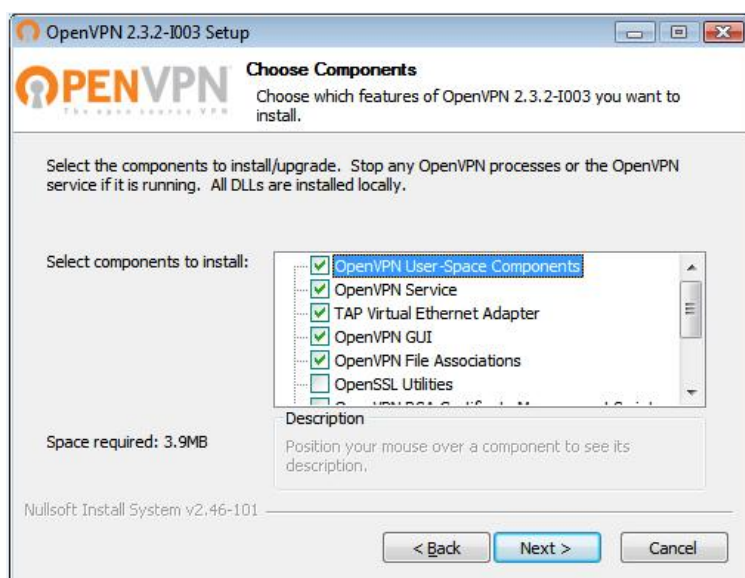 OpenVPN 2.3.2-I003 Setup
OPENVPN
The open source VPN
Choose Components
Choose which features of OpenVPN 2.3.2-I003 you want to
install.
Select the components to install/upgrade. Stop any OpenVPN processes or the OpenVPN
service if it is running. All DLLs are installed locally.
Select components to install:
OpenVPN User-Space Components
OpenVPN Service
TAP Virtual Ethernet Adapter
OpenVPN GUI
OpenVPN File Associations
OpenSSL Utilities
Space required: 3.9MB
Description
Position your mouse over a component to see its
description.
Nullsoft Install System v2.46-101
< Back
Next >
Cancel